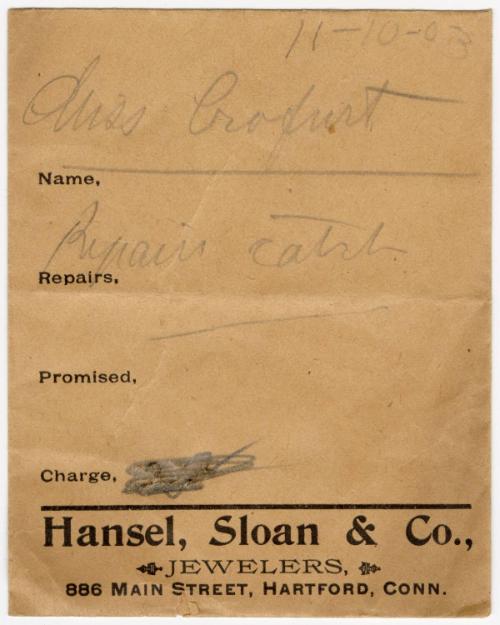 11-10-03
Miss Crofurt
Name,
Repair catch
Repairs,
Promised,
Charge,
Hansel, Sloan & Co.,
JEWELERS,
886 MAIN STREET, HARTFORD, CONN.